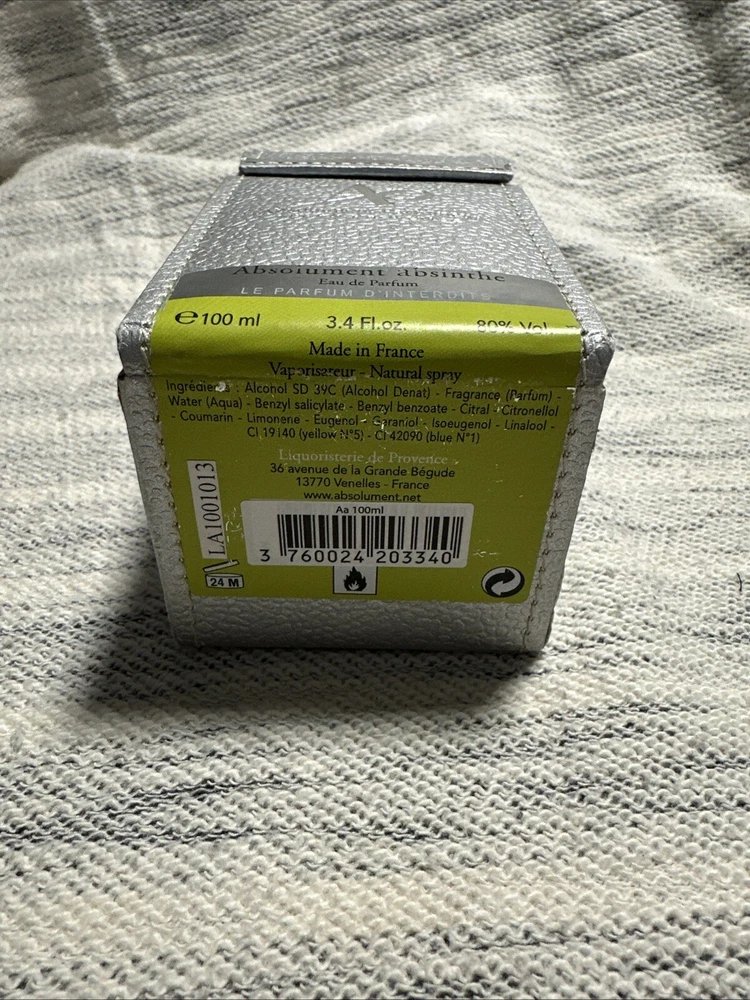 Absolument absinthe
Eau de Parfum
LE PARFUM D'INTERDITS
℮ 100 ml 3.4 Fl.oz. 80% Vol.
Made in France
Vaporisateur - Natural spray
Ingrédients : Alcohol SD 39C (Alcohol Denat) - Fragrance (Parfum) -
Water (Aqua) - Benzyl salicylate - Benzyl benzoate - Citral - Citronellol
- Coumarin - Limonene - Eugenol - Geraniol - Isoeugenol - Linalool -
CI 19140 (yellow N°5) - CI 42090 (blue N°1)
Liquoristerie de Provence
36 avenue de la Grande Bégude
13770 Venelles - France
www.absolument.net
LA1001013
Aa 100ml
3 760024 203340
24 M